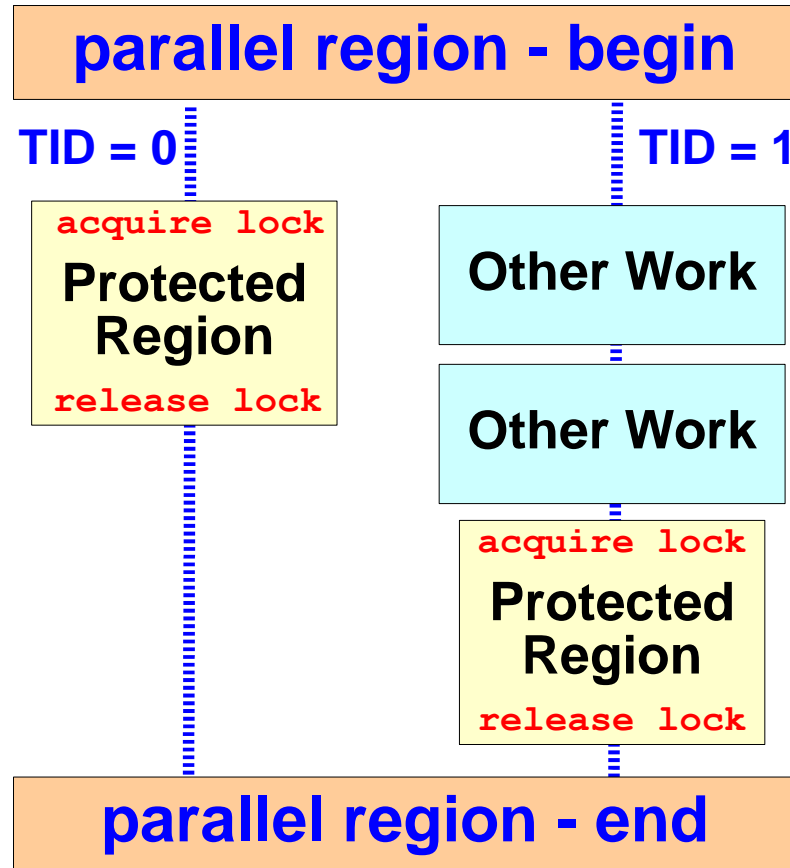 parallel region - begin
TID = 0
TID = 1
acquire lock
Protected
Region
release lock
Other Work
Other Work
acquire lock
Protected
Region
release lock
parallel region - end